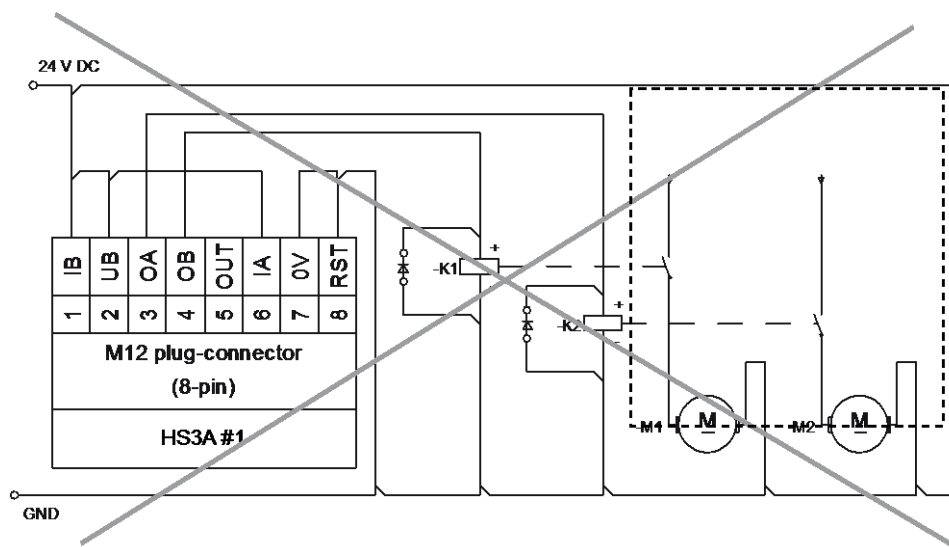 24 V DC
IB UB OA OB OUT IA 0V RST
1 2 3 4 5 6 7 8
M12 plug-connector
(8-pin)
HS3A #1
GND
-K1
+
-
-K2
+
-
-M1
M
-M2
M